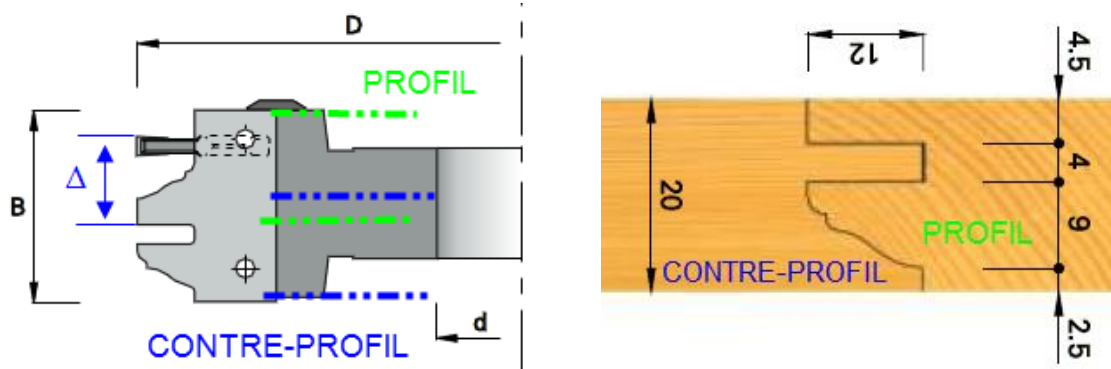 D
PROFIL
Δ
B
d
CONTRE-PROFIL
12
4.5
4
20
9
PROFIL
CONTRE-PROFIL
2.5